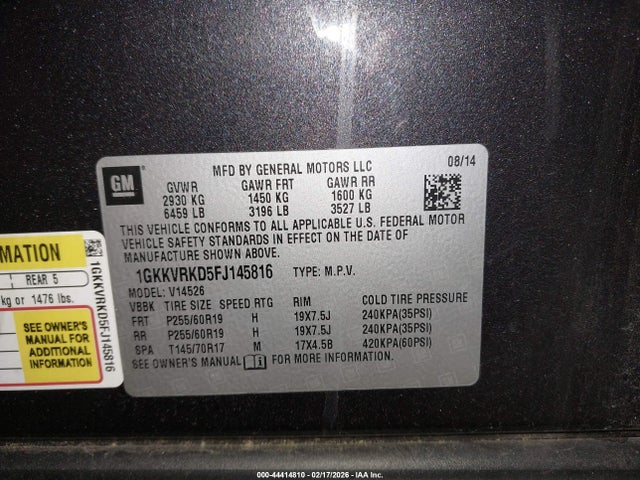 GM
MFD BY GENERAL MOTORS LLC
08/14
GVWR GAWR FRT GAWR RR
2930 KG 1450 KG 1600 KG
6459 LB 3196 LB 3527 LB
THIS VEHICLE CONFORMS TO ALL APPLICABLE U.S. FEDERAL MOTOR
VEHICLE SAFETY STANDARDS IN EFFECT ON THE DATE OF
MANUFACTURE SHOWN ABOVE.
1GKKVRKD5FJ145816 TYPE: M.P.V.
MODEL: V14526
VBBK TIRE SIZE SPEED RTG RIM COLD TIRE PRESSURE
FRT P255/60R19 H 19X7.5J 240KPA(35PSI)
RR P255/60R19 H 19X7.5J 240KPA(35PSI)
SPA T145/70R17 M 17X4.5B 420KPA(60PSI)
SEE OWNER'S MANUAL FOR MORE INFORMATION.
MATION
REAR 5
kg or 1476 lbs.
SEE OWNER'S
MANUAL FOR
ADDITIONAL
INFORMATION
1GKKVRKD5FJ145816
000-44414810 - 02/17/2026 - IAA Inc.